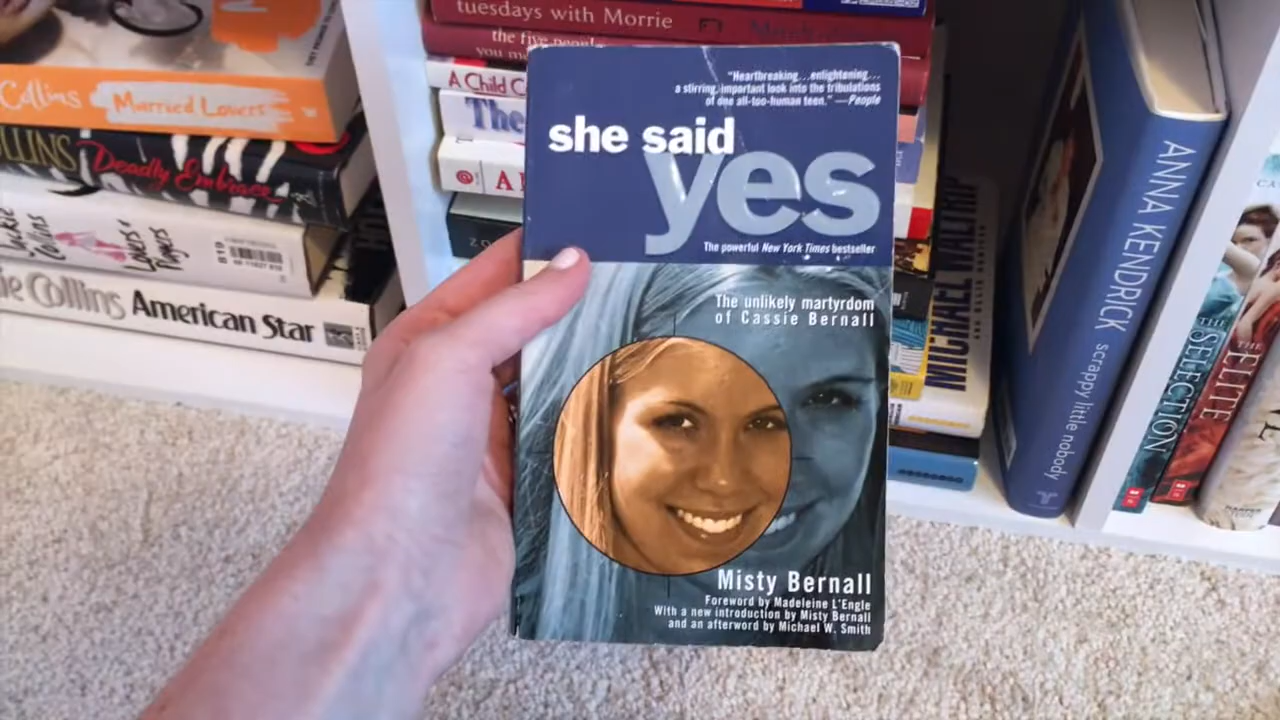 Collins
Married Lovers
LLINS
Deadly Embrace
Jackie
Collins
Lovers &
Players
ie Collins American Star
tuesdays with Morrie
the five people
you m
A Child C
The
"Heartbreaking...enlightening...
a stirring, important look into the tribulations
of one all-too-human teen." —People
she said
yes
The powerful New York Times bestseller
The unlikely martyrdom
of Cassie Bernall
Misty Bernall
Foreword by Madeleine L'Engle
With a new introduction by Misty Bernall
and an afterword by Michael W. Smith
MICHAEL WALTRIP
ANNA KENDRICK scrappy little nobody
THE SELECTION
THE ELITE